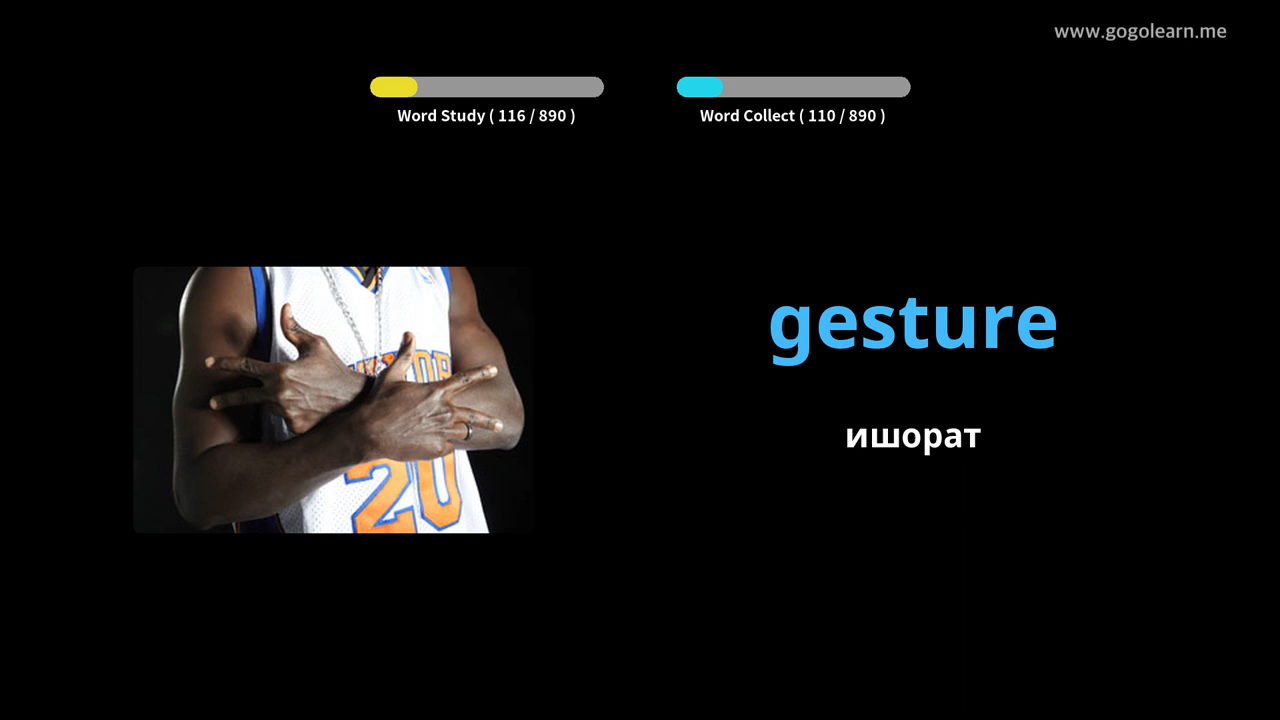 www.gogolearn.me
Word Study ( 116 / 890 )
Word Collect ( 110 / 890 )
gesture
ишорат
20